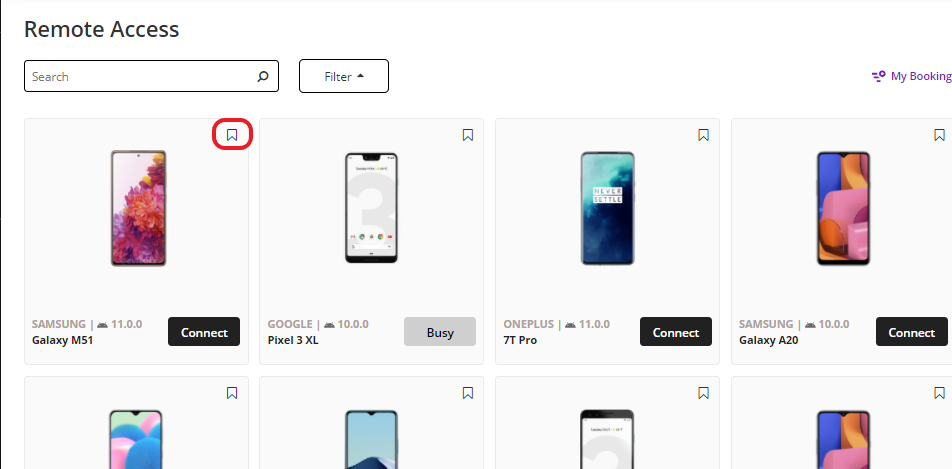 Remote Access
Search
Filter
My Booking
NEVER
SETTLE
3
SAMSUNG | 11.0.0
Galaxy M51
Connect
GOOGLE | 10.0.0
Pixel 3 XL
Busy
ONEPLUS | 11.0.0
7T Pro
Connect
SAMSUNG | 10.0.0
Galaxy A20
Connect